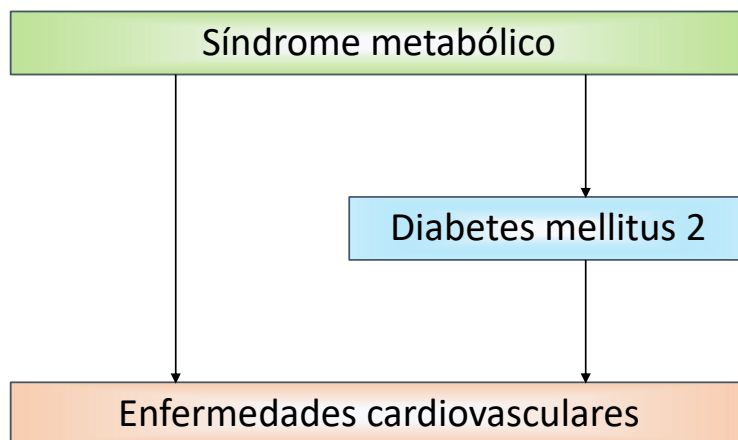 Síndrome metabólico
Diabetes mellitus 2
Enfermedades cardiovasculares